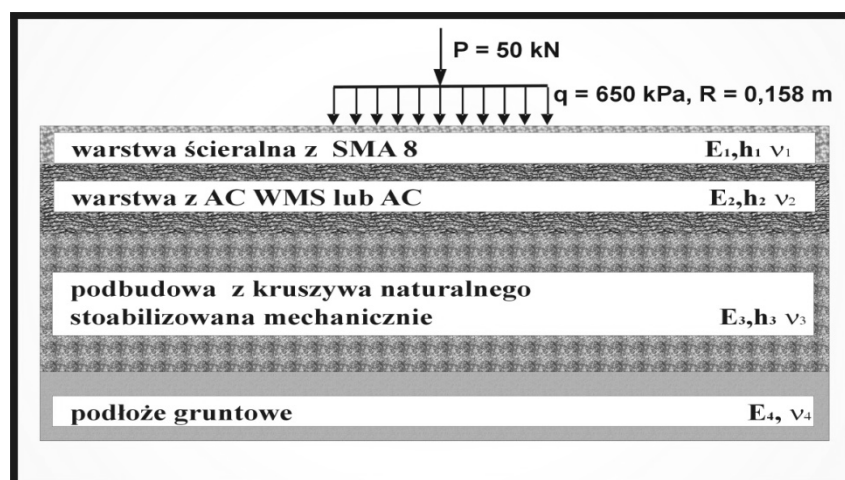 P = 50 kN
q = 650 kPa, R = 0,158 m
warstwa ścieralna z SMA 8 E₁,h₁ ν₁
warstwa z AC WMS lub AC E₂,h₂ ν₂
podbudowa z kruszywa naturalnego
stoabilizowana mechanicznie E₃,h₃ ν₃
podłoże gruntowe E₄, ν₄